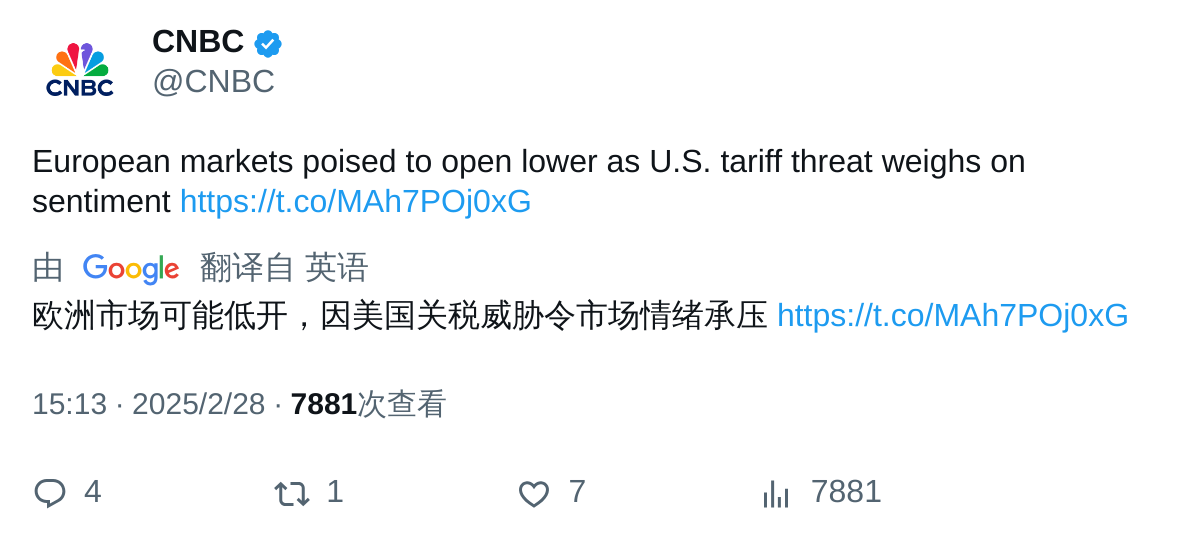 CNBC
CNBC
@CNBC
European markets poised to open lower as U.S. tariff threat weighs on
sentiment https://t.co/MAh7POj0xG
由 Google 翻译自 英语
欧洲市场可能低开，因美国关税威胁令市场情绪承压 https://t.co/MAh7POj0xG
15:13 · 2025/2/28 · 7881次查看
4 1 7 7881